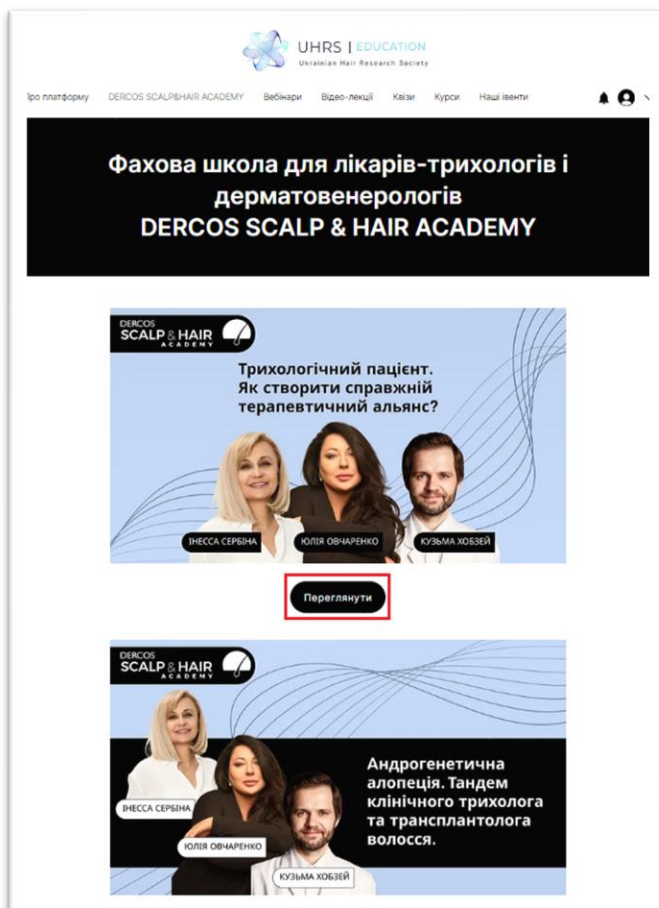 UHRS | EDUCATION
Ukrainian Hair Research Society
Про платформу DERCOS SCALP&HAIR ACADEMY Вебінари Відео-лекції Квізи Курси Наші івенти
Фахова школа для лікарів-трихологів і
дерматовенерологів
DERCOS SCALP & HAIR ACADEMY
DERCOS
SCALP & HAIR
ACADEMY
Трихологічний пацієнт.
Як створити справжній
терапевтичний альянс?
ІНЕССА СЕРБІНА
ЮЛІЯ ОВЧАРЕНКО
КУЗЬМА ХОБЗЕЙ
Переглянути
DERCOS
SCALP & HAIR
ACADEMY
Андрогенетична
алопеція. Тандем
клінічного трихолога
та трансплантолога
волосся.
ІНЕССА СЕРБІНА
ЮЛІЯ ОВЧАРЕНКО
КУЗЬМА ХОБЗЕЙ